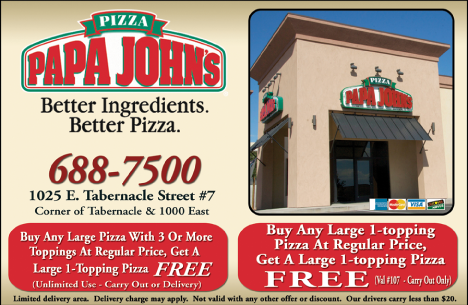 PIZZA
PAPA JOHN'S
Better Ingredients.
Better Pizza.
688-7500
1025 E. Tabernacle Street #7
Corner of Tabernacle & 1000 East
Buy Any Large Pizza With 3 Or More
Toppings At Regular Price, Get A
Large 1-Topping Pizza FREE
(Unlimited Use - Carry Out or Delivery)
PIZZA
PAPA JOHNS
VISA
Buy Any Large 1-topping
Pizza At Regular Price,
Get A Large 1-topping Pizza
FREE (Val #107 - Carry Out Only)
Limited delivery area. Delivery charge may apply. Not valid with any other offer or discount. Our drivers carry less than $20.